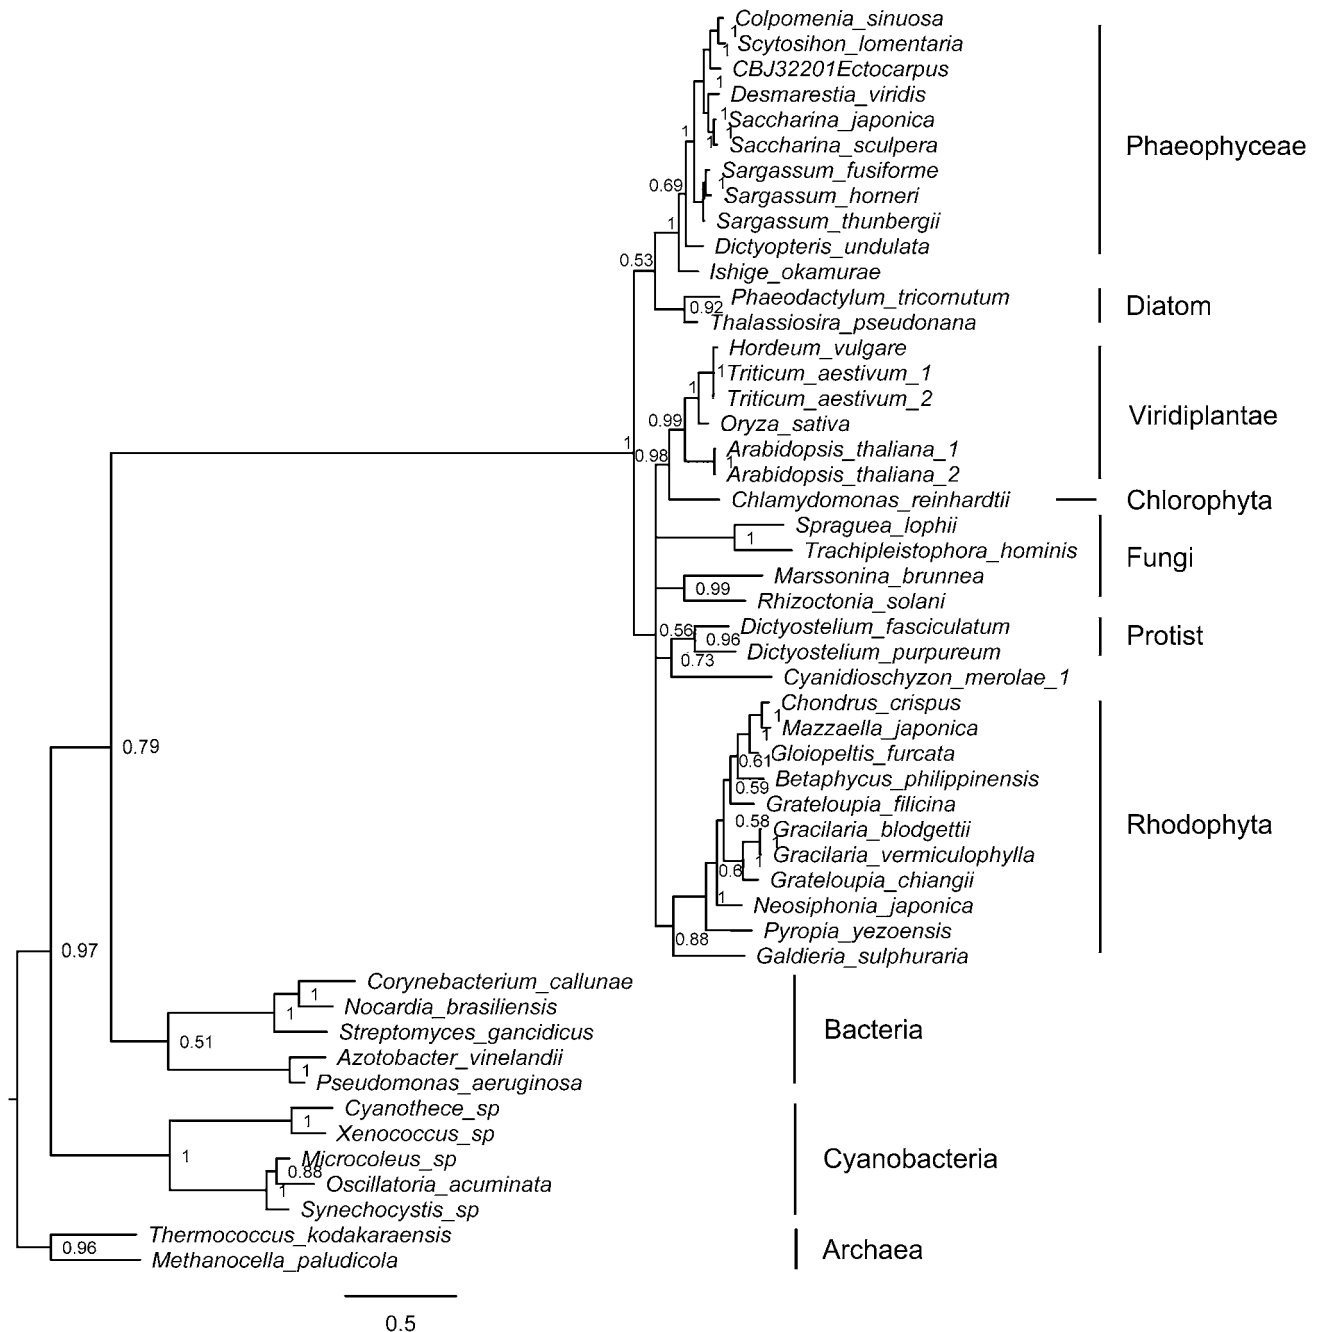 Colpomenia_sinuosa
1
Scytosihon_lomentaria
1
CBJ32201Ectocarpus
1
Desmarestia_viridis
1
Saccharina_japonica
1
1
Saccharina_sculpera
1
Phaeophyceae
Sargassum_fusiforme
1
0.69
Sargassum_horneri
Sargassum_thunbergii
1
Dictyopteris_undulata
0.53
Ishige_okamurae
Phaeodactylum_tricornutum
0.92
Diatom
Thalassiosira_pseudonana
Hordeum_vulgare
1
Triticum_aestivum_1
1
Triticum_aestivum_2
Viridiplantae
0.99
Oryza_sativa
1
Arabidopsis_thaliana_1
0.98
1
Arabidopsis_thaliana_2
Chlamydomonas_reinhardtii
Chlorophyta
Spraguea_lophii
1
Trachipleistophora_hominis
Fungi
Marssonina_brunnea
0.99
Rhizoctonia_solani
Dictyostelium_fasciculatum
0.56
0.96
Protist
Dictyostelium_purpureum
0.73
Cyanidioschyzon_merolae_1
Chondrus_crispus
1
Mazzaella_japonica
1
Gloiopeltis_furcata
0.61
0.79
Betaphycus_philippinensis
0.59
Grateloupia_filicina
0.58
Rhodophyta
Gracilaria_blodgettii
1
Gracilaria_vermiculophylla
1
0.6
Grateloupia_chiangii
1
Neosiphonia_japonica
Pyropia_yezoensis
0.88
0.97
Galdieria_sulphuraria
Corynebacterium_callunae
1
Nocardia_brasiliensis
1
Streptomyces_gancidicus
Bacteria
0.51
Azotobacter_vinelandii
1
Pseudomonas_aeruginosa
Cyanothece_sp
1
Xenococcus_sp
1
Microcoleus_sp
Cyanobacteria
0.88
Oscillatoria_acuminata
1
Synechocystis_sp
Thermococcus_kodakaraensis
0.96
Archaea
Methanocella_paludicola
0.5